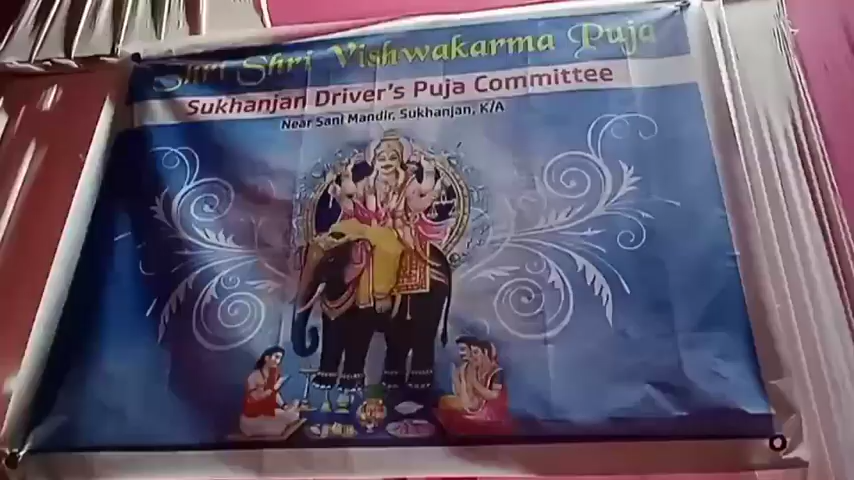 Shri Shri Vishwakarma Puja
Sukhanjan Driver's Puja Committee
Near Sani Mandir, Sukhanjan, K/A